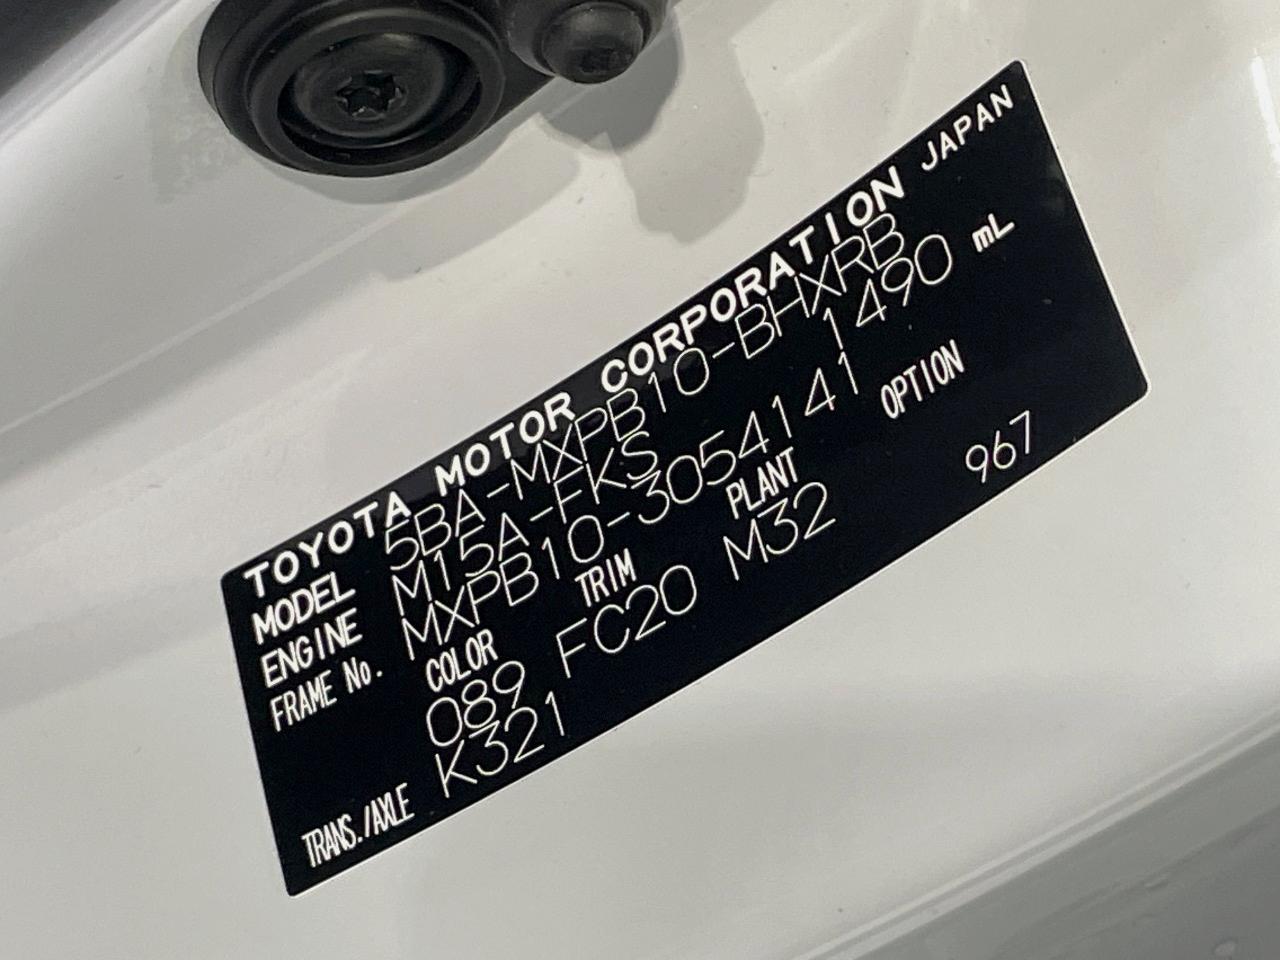 TOYOTA MOTOR CORPORATION JAPAN
MODEL 5BA-MXPB10-BHXRB
ENGINE M15A-FKS 1490 mL
FRAME No. MXPB10-3054141
COLOR TRIM PLANT OPTION
089 FC20 M32 967
TRANS./AXLE K321